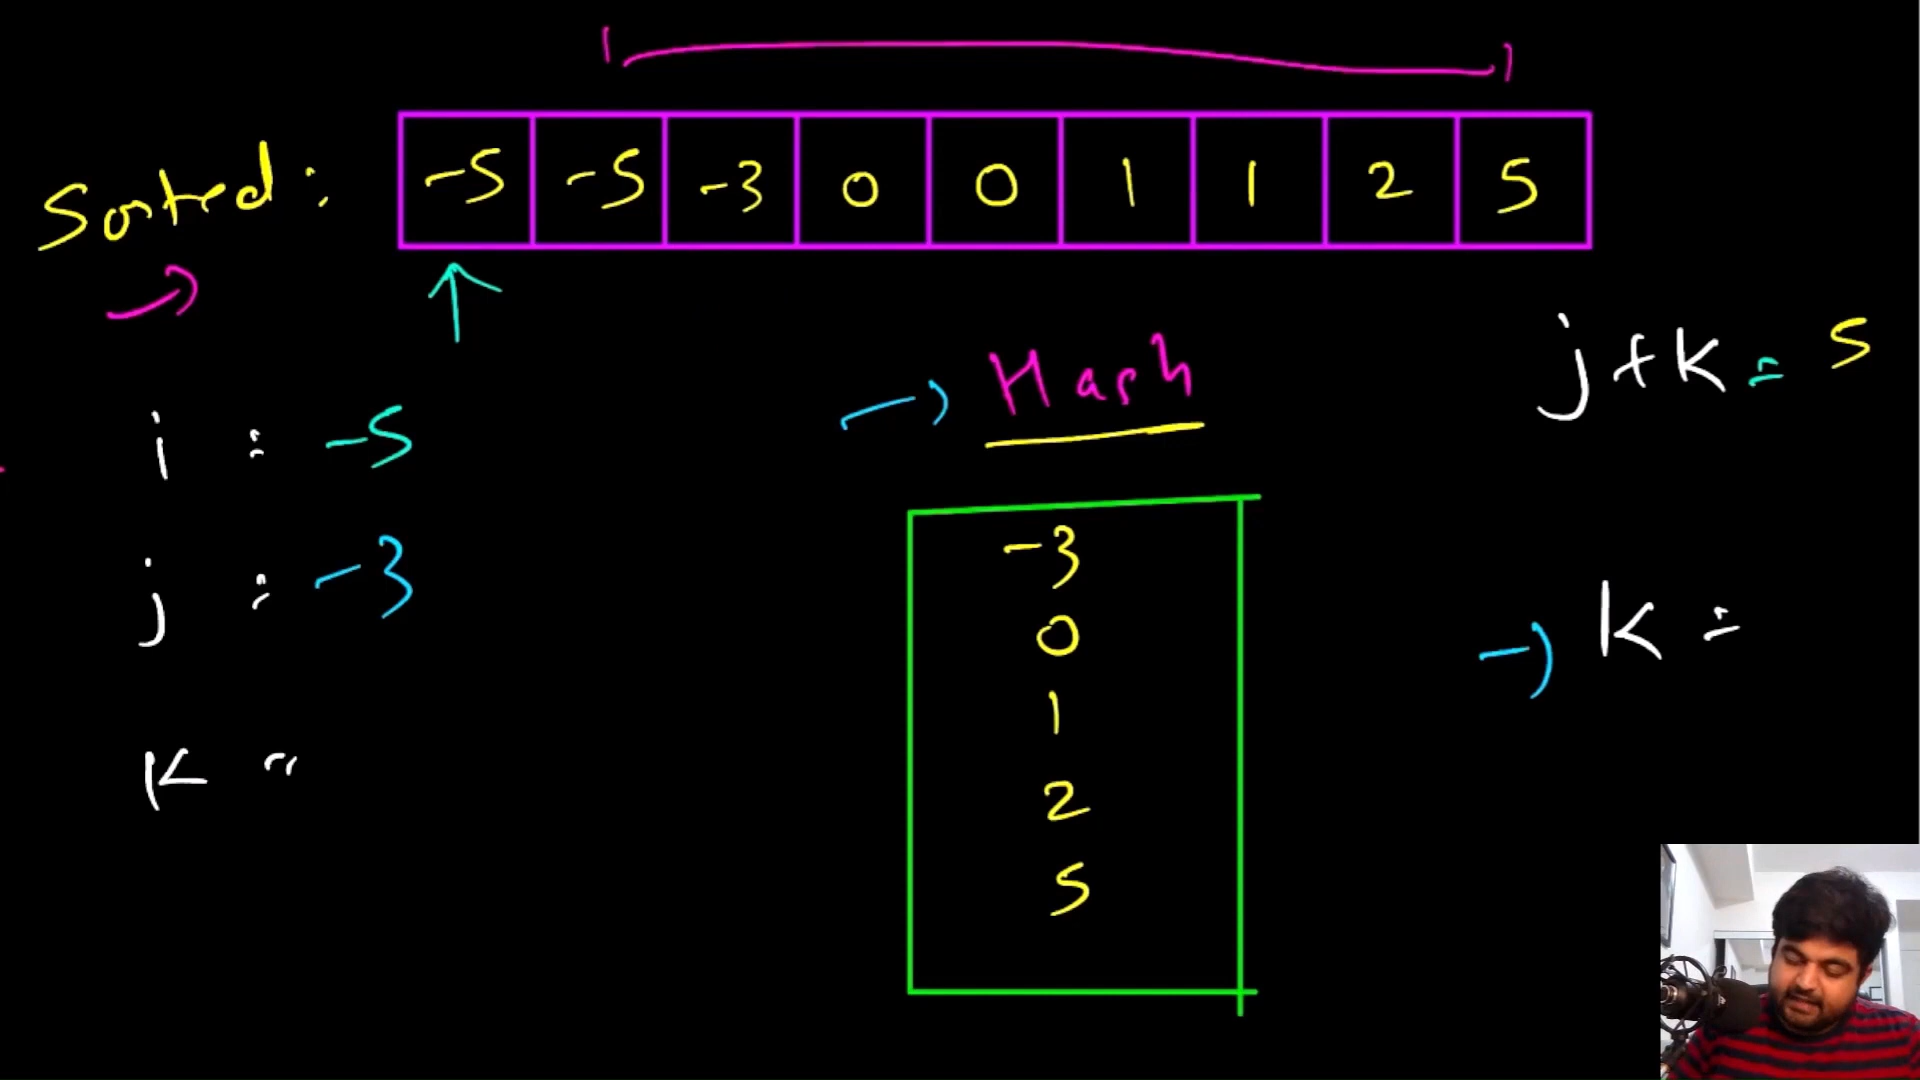 Sorted: -5 -5 -3 0 0 1 1 2 5
j + k = 5
Hash
i : -5
-3
j : -3
0
k =
1
k
2
5